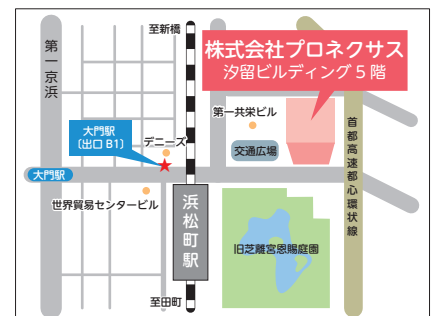 至新橋
第一京浜
株式会社プロネクサス
汐留ビルディング5階
大門駅
〔出口B1〕
デニーズ
第一共栄ビル
交通広場
首都高速都心環状線
大門駅
世界貿易センタービル
浜松町駅
旧芝離宮恩賜庭園
至田町